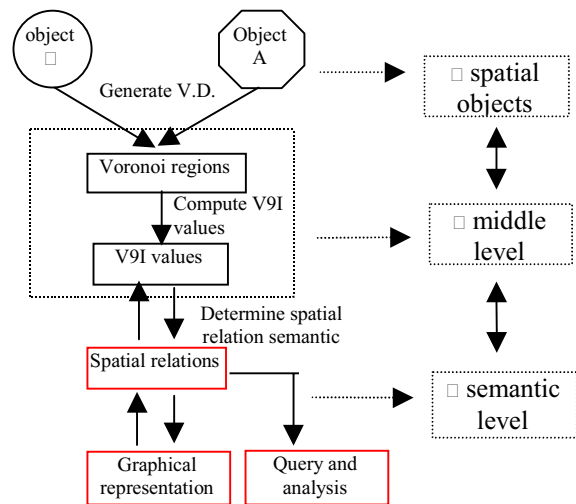 object
□
Object
A
Generate V.D.
□ spatial
objects
Voronoi regions
Compute V9I
values
□ middle
level
V9I values
Determine spatial
relation semantic
Spatial relations
□ semantic
level
Graphical
representation
Query and
analysis